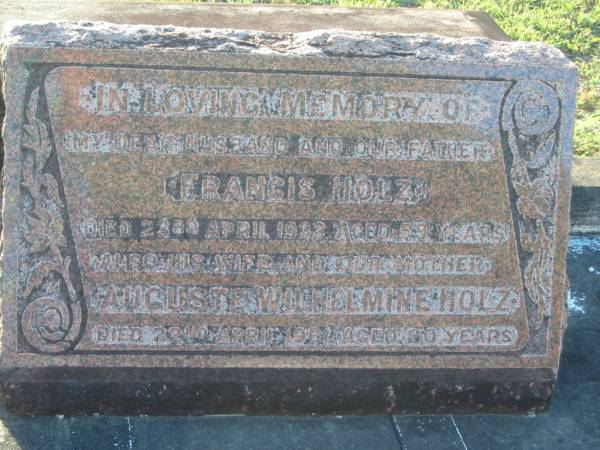 IN LOVING MEMORY OF
MY DEAR HUSBAND AND OUR FATHER
FRANCIS HOLZ
DIED APRIL AGED YEARS
ALSO HIS WIFE AND OUR MOTHER
AUGUSTE WILHELMINE HOLZ
DIED 22ND APRIL AGED YEARS